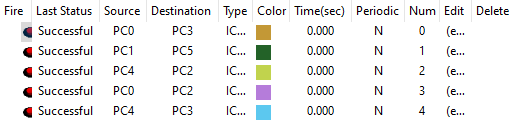 Fire Last Status Source Destination Type Color Time(sec) Periodic Num Edit Delete
Successful PC0 PC3 IC... 0.000 N 0 (e...
Successful PC1 PC5 IC... 0.000 N 1 (e...
Successful PC4 PC2 IC... 0.000 N 2 (e...
Successful PC0 PC2 IC... 0.000 N 3 (e...
Successful PC4 PC3 IC... 0.000 N 4 (e...